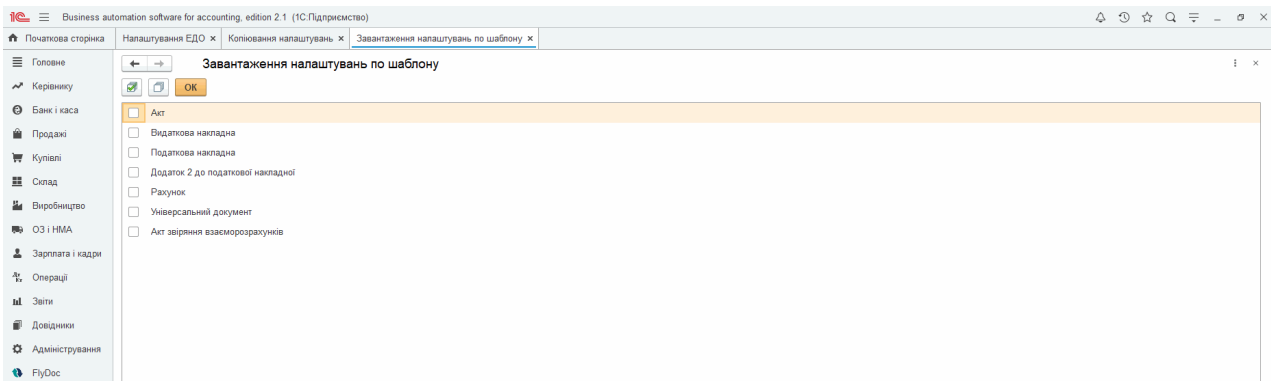 1С Business automation software for accounting, edition 2.1 (1С:Підприємство)
Початкова сторінка Налаштування ЕДО × Копіювання налаштувань × Завантаження налаштувань по шаблону ×
Головне
Керівнику
Банк і каса
Продажі
Купівлі
Склад
Виробництво
ОЗ і НМА
Зарплата і кадри
Операції
Звіти
Довідники
Адміністрування
FlyDoc
Завантаження налаштувань по шаблону
ОК
Акт
Видаткова накладна
Податкова накладна
Додаток 2 до податкової накладної
Рахунок
Універсальний документ
Акт звіряння взаєморозрахунків